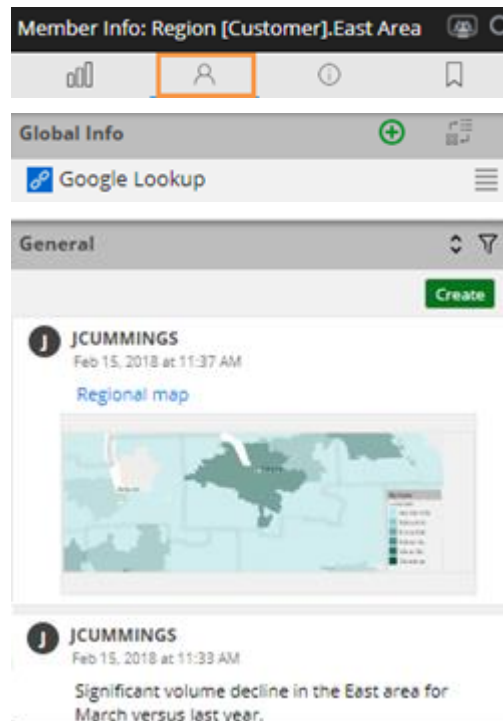 Member Info: Region [Customer].East Area
Global Info
Google Lookup
General
Create
J
JCUMMINGS
Feb 15, 2018 at 11:37 AM
Regional map
J
JCUMMINGS
Feb 15, 2018 at 11:33 AM
Significant volume decline in the East area for
March versus last year.